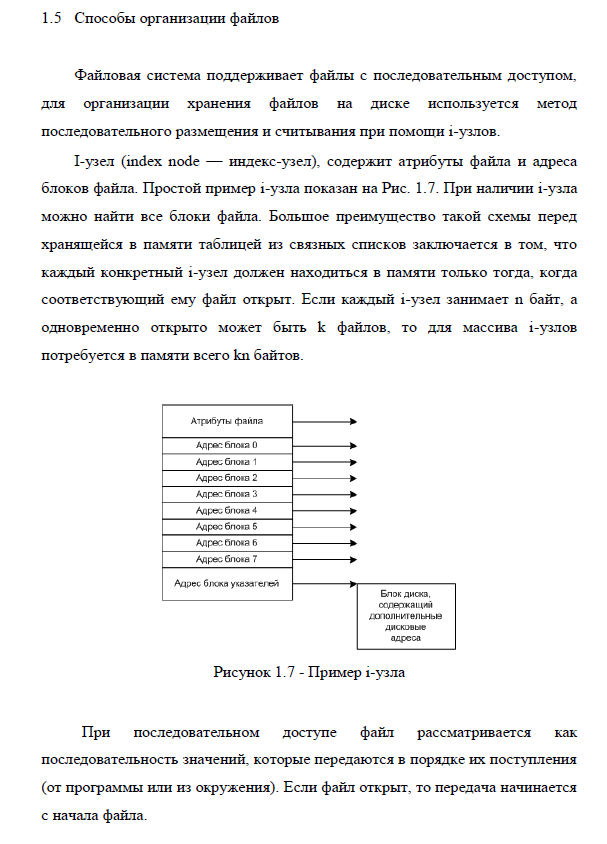 1.5 Способы организации файлов
Файловая система поддерживает файлы с последовательным доступом,
для организации хранения файлов на диске используется метод
последовательного размещения и считывания при помощи i-узлов.
I-узел (index node — индекс-узел), содержит атрибуты файла и адреса
блоков файла. Простой пример i-узла показан на Рис. 1.7. При наличии i-узла
можно найти все блоки файла. Большое преимущество такой схемы перед
хранящейся в памяти таблицей из связных списков заключается в том, что
каждый конкретный i-узел должен находиться в памяти только тогда, когда
соответствующий ему файл открыт. Если каждый i-узел занимает n байт, а
одновременно открыто может быть k файлов, то для массива i-узлов
потребуется в памяти всего kn байтов.
Атрибуты файла
Адрес блока 0
Адрес блока 1
Адрес блока 2
Адрес блока 3
Адрес блока 4
Адрес блока 5
Адрес блока 6
Адрес блока 7
Адрес блока указателей
Блок диска,
содержащий
дополнительные
дисковые
адреса
Рисунок 1.7 - Пример i-узла
При последовательном доступе файл рассматривается как
последовательность значений, которые передаются в порядке их поступления
(от программы или из окружения). Если файл открыт, то передача начинается
с начала файла.